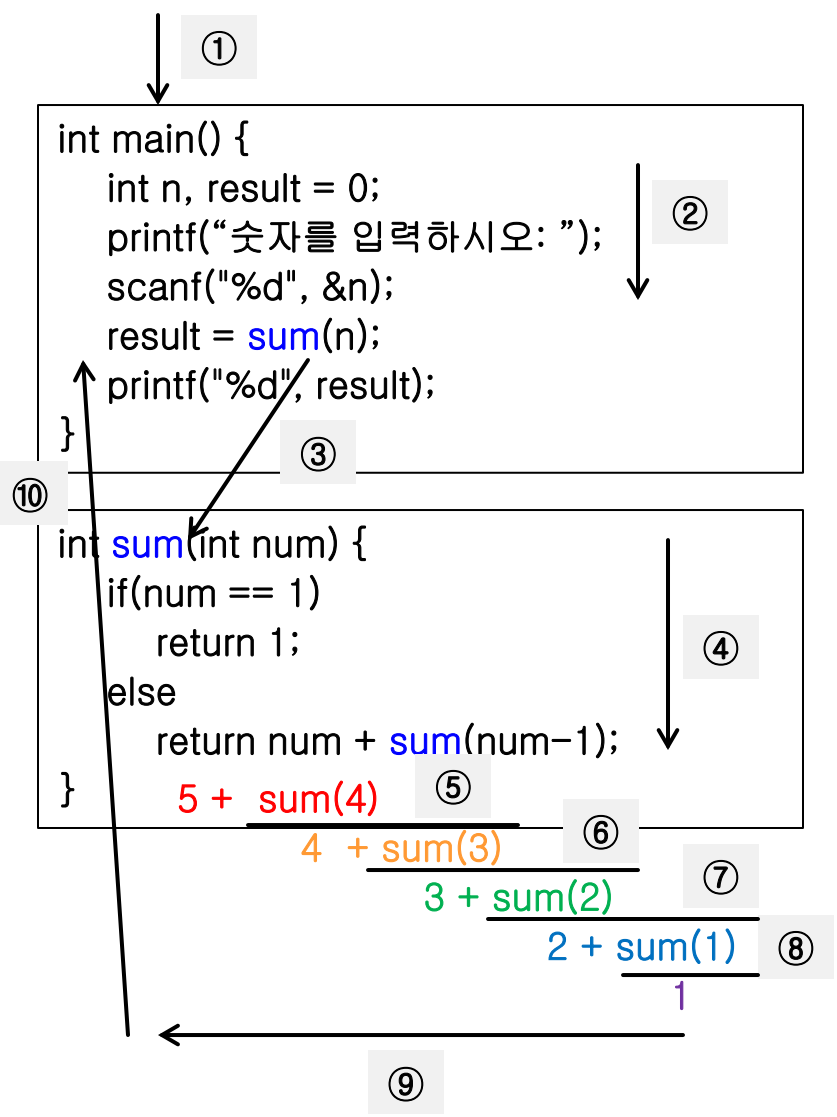 ①
int main() {
int n, result = 0;
②
printf(“숫자를 입력하시오: ”);
scanf("%d", &n);
result = sum(n);
printf("%d", result);
}
③
⑩
int sum(int num) {
if(num == 1)
return 1;
④
else
return num + sum(num-1);
}
5 + sum(4)
⑤
4 + sum(3)
⑥
3 + sum(2)
⑦
2 + sum(1)
⑧
1
⑨